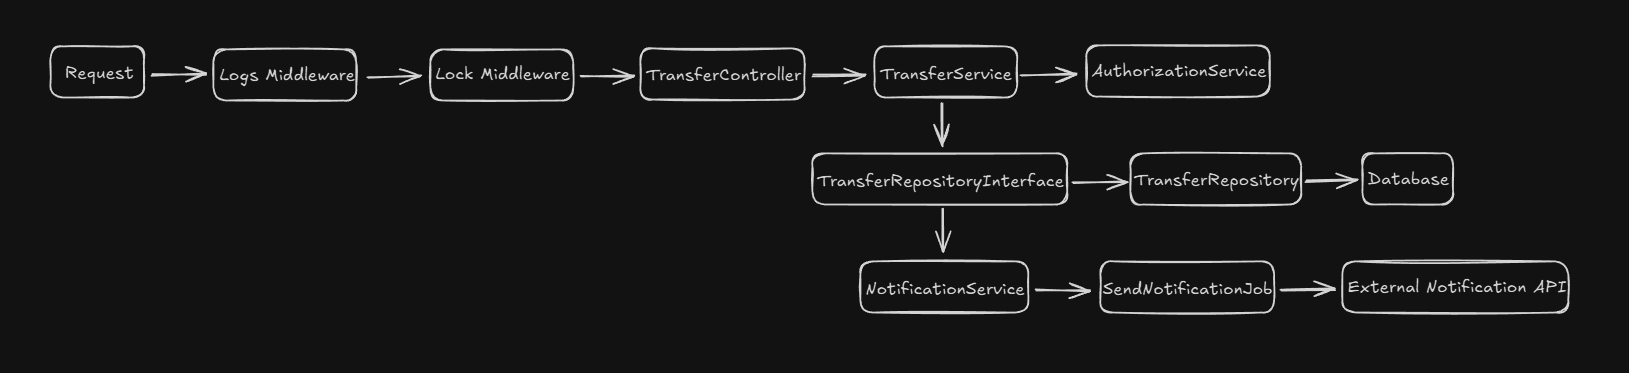 Request
Logs Middleware
Lock Middleware
TransferController
TransferService
AuthorizationService
TransferRepositoryInterface
TransferRepository
Database
NotificationService
SendNotificationJob
External Notification API